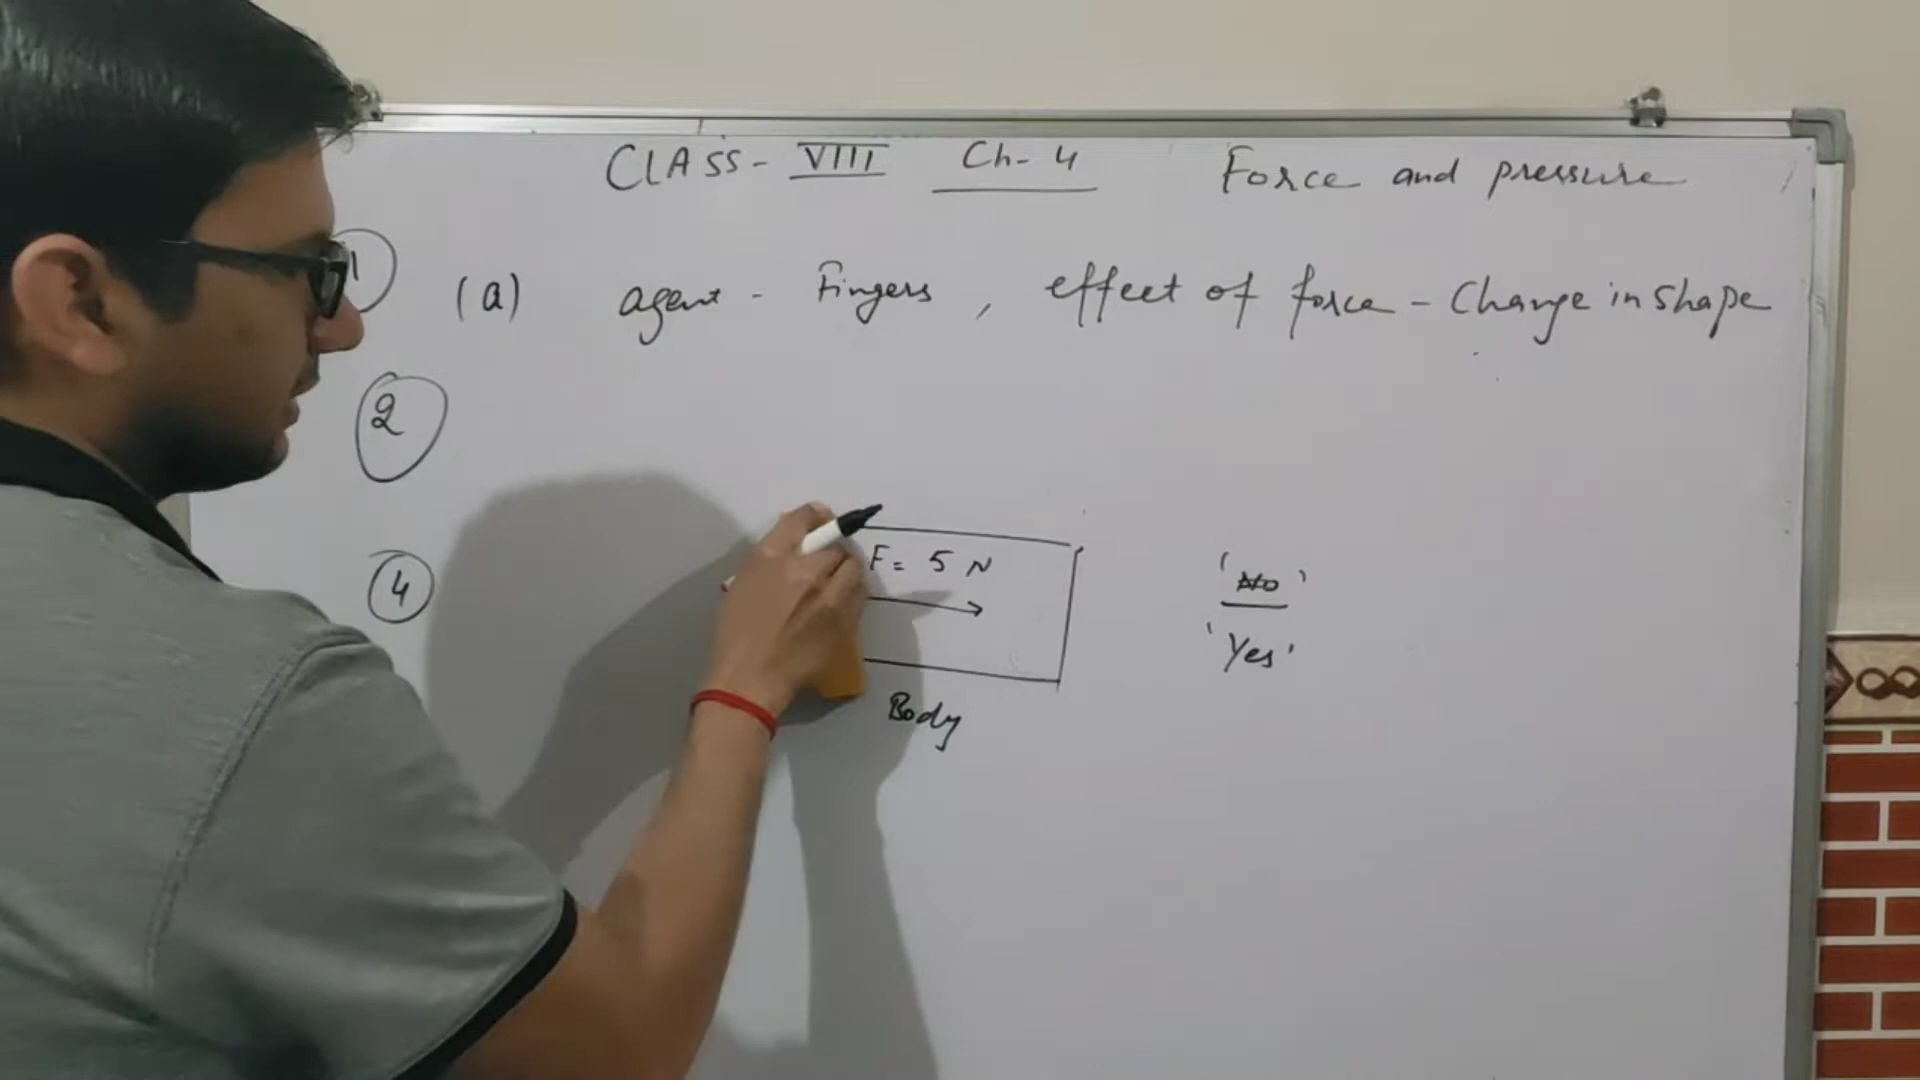 CLASS- VIII Ch- 4 Force and pressure
1 (a) agent - Fingers, effect of force - Change in shape
2
4
F = 5 N
'No'
'Yes'
Body